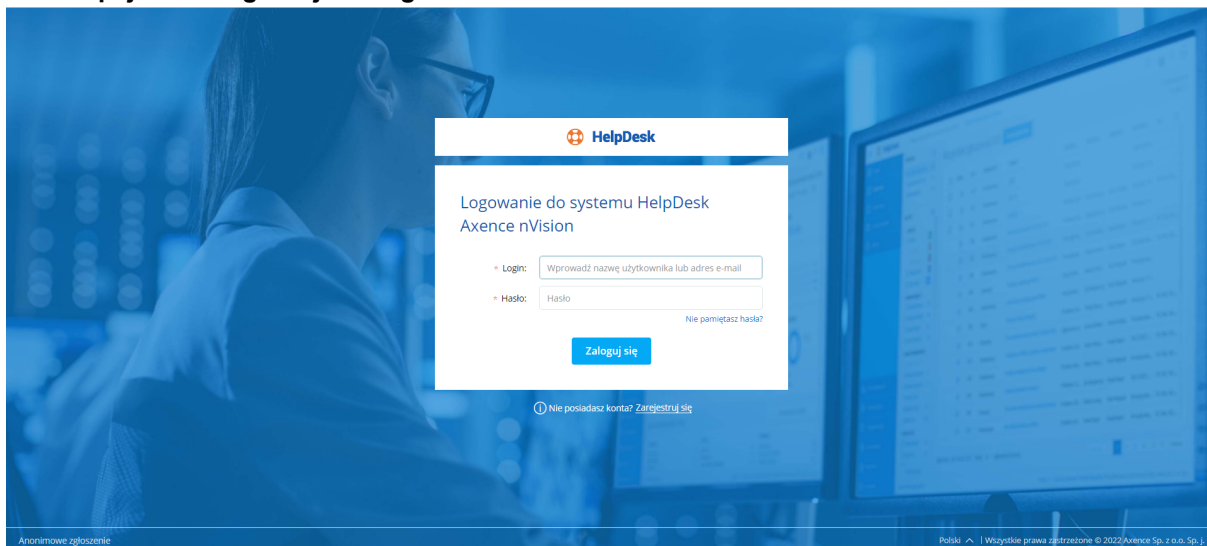 HelpDesk
Logowanie do systemu HelpDesk
Axence nVision
* Login:
Wprowadź nazwę użytkownika lub adres e-mail
* Hasło:
Hasło
Nie pamiętasz hasła?
Zaloguj się
Nie posiadasz konta? Zarejestruj się
Anonimowe zgłoszenie
Polski | Wszystkie prawa zastrzeżone © 2022 Axence Sp. z o.o. Sp. j.